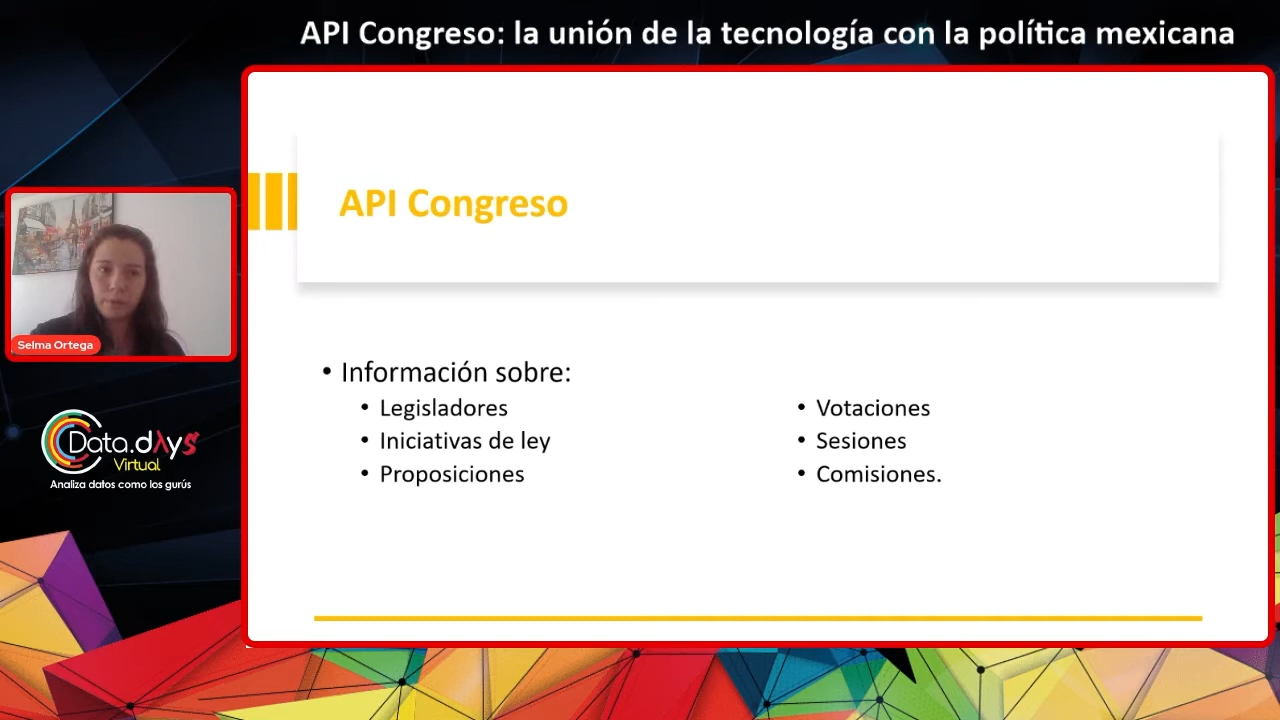 API Congreso: la unión de la tecnología con la política mexicana
API Congreso
• Información sobre:
• Legisladores
• Iniciativas de ley
• Proposiciones
• Votaciones
• Sesiones
• Comisiones.
Selma Ortega
Data.dAys
Virtual
Analiza datos como los gurús